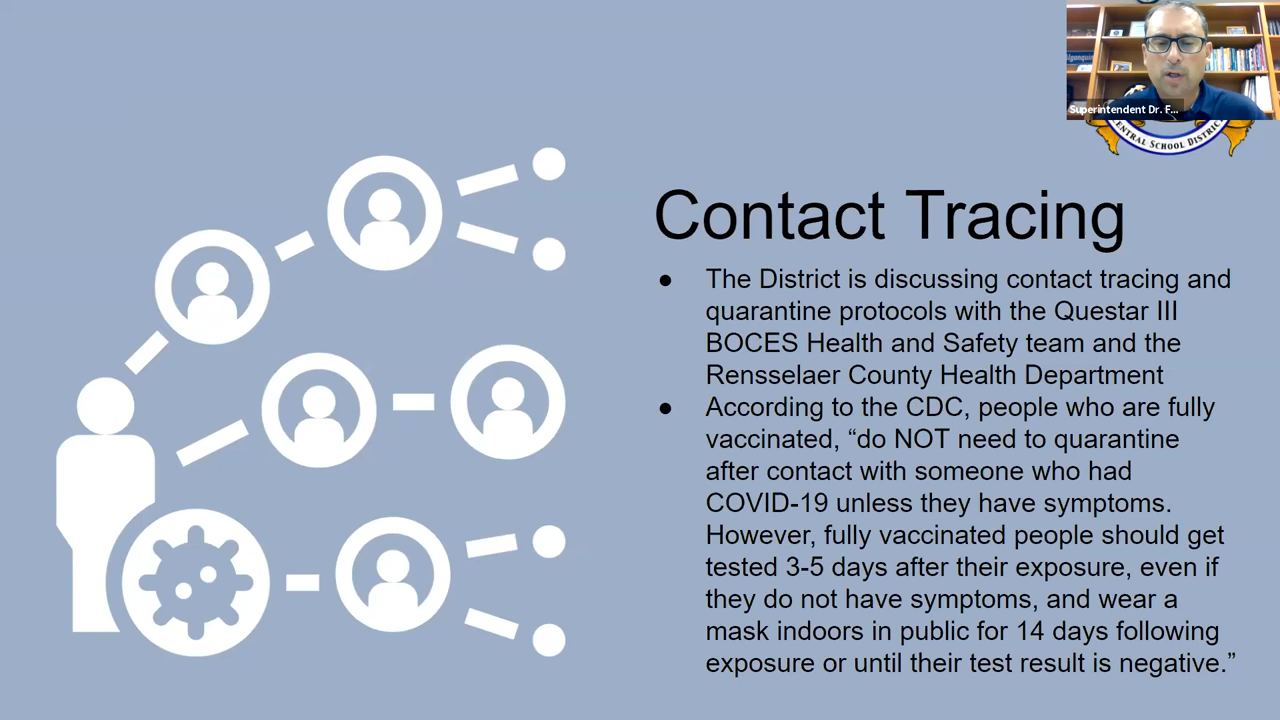 Superintendent Dr. F...
CENTRAL SCHOOL DISTRI
Contact Tracing
● The District is discussing contact tracing and
quarantine protocols with the Questar III
BOCES Health and Safety team and the
Rensselaer County Health Department
● According to the CDC, people who are fully
vaccinated, “do NOT need to quarantine
after contact with someone who had
COVID-19 unless they have symptoms.
However, fully vaccinated people should get
tested 3-5 days after their exposure, even if
they do not have symptoms, and wear a
mask indoors in public for 14 days following
exposure or until their test result is negative.”